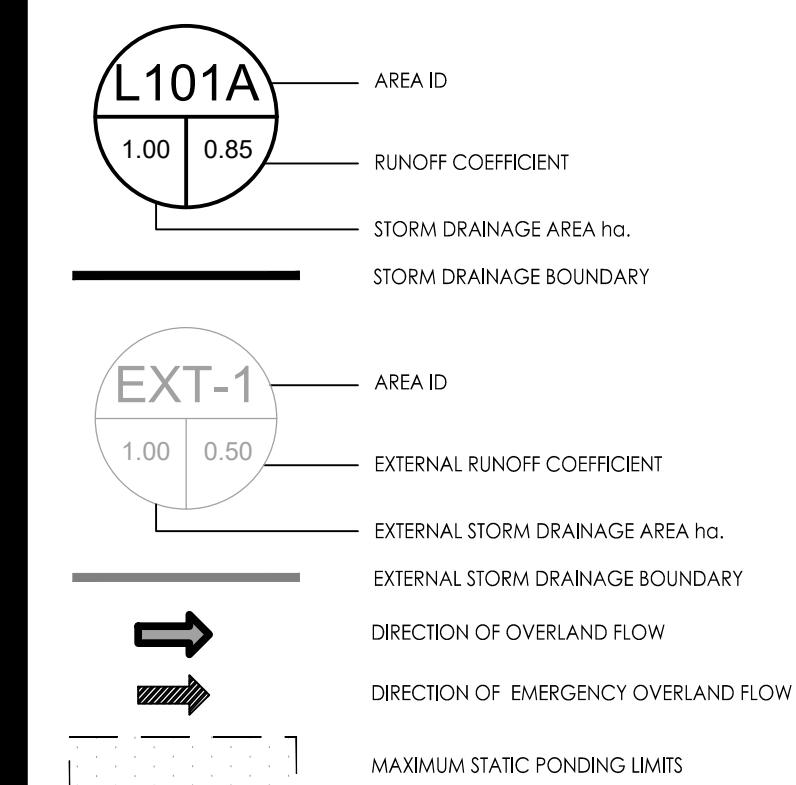 L101A
AREA ID
1.00 0.85
RUNOFF COEFFICIENT
STORM DRAINAGE AREA ha.
STORM DRAINAGE BOUNDARY
EXT-1
AREA ID
1.00 0.50
EXTERNAL RUNOFF COEFFICIENT
EXTERNAL STORM DRAINAGE AREA ha.
EXTERNAL STORM DRAINAGE BOUNDARY
DIRECTION OF OVERLAND FLOW
DIRECTION OF EMERGENCY OVERLAND FLOW
MAXIMUM STATIC PONDING LIMITS